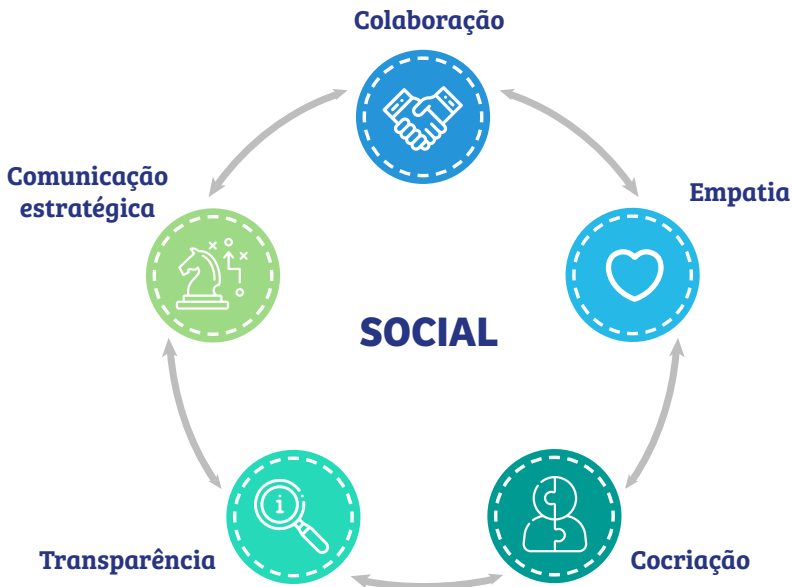 Colaboração
Comunicação
estratégica
Empatia
SOCIAL
i
Transparência
Cocriação